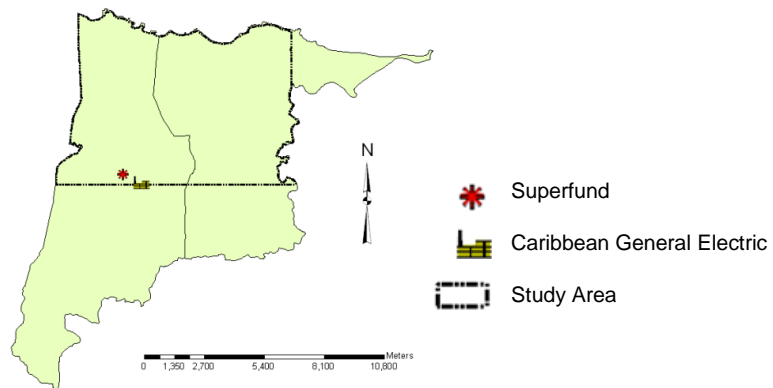 N
Superfund
Caribbean General Electric
Study Area
Meters
0 1,350 2,700 5,400 8,100 10,800